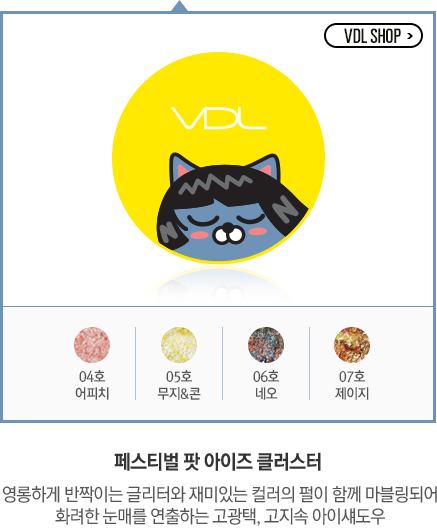 VDL SHOP >
VDL
04호
어피치
05호
무지&콘
06호
네오
07호
제이지
페스티벌 팟 아이즈 클러스터
영롱하게 반짝이는 글리터와 재미있는 컬러의 펄이 함께 마블링되어
화려한 눈매를 연출하는 고광택, 고지속 아이섀도우